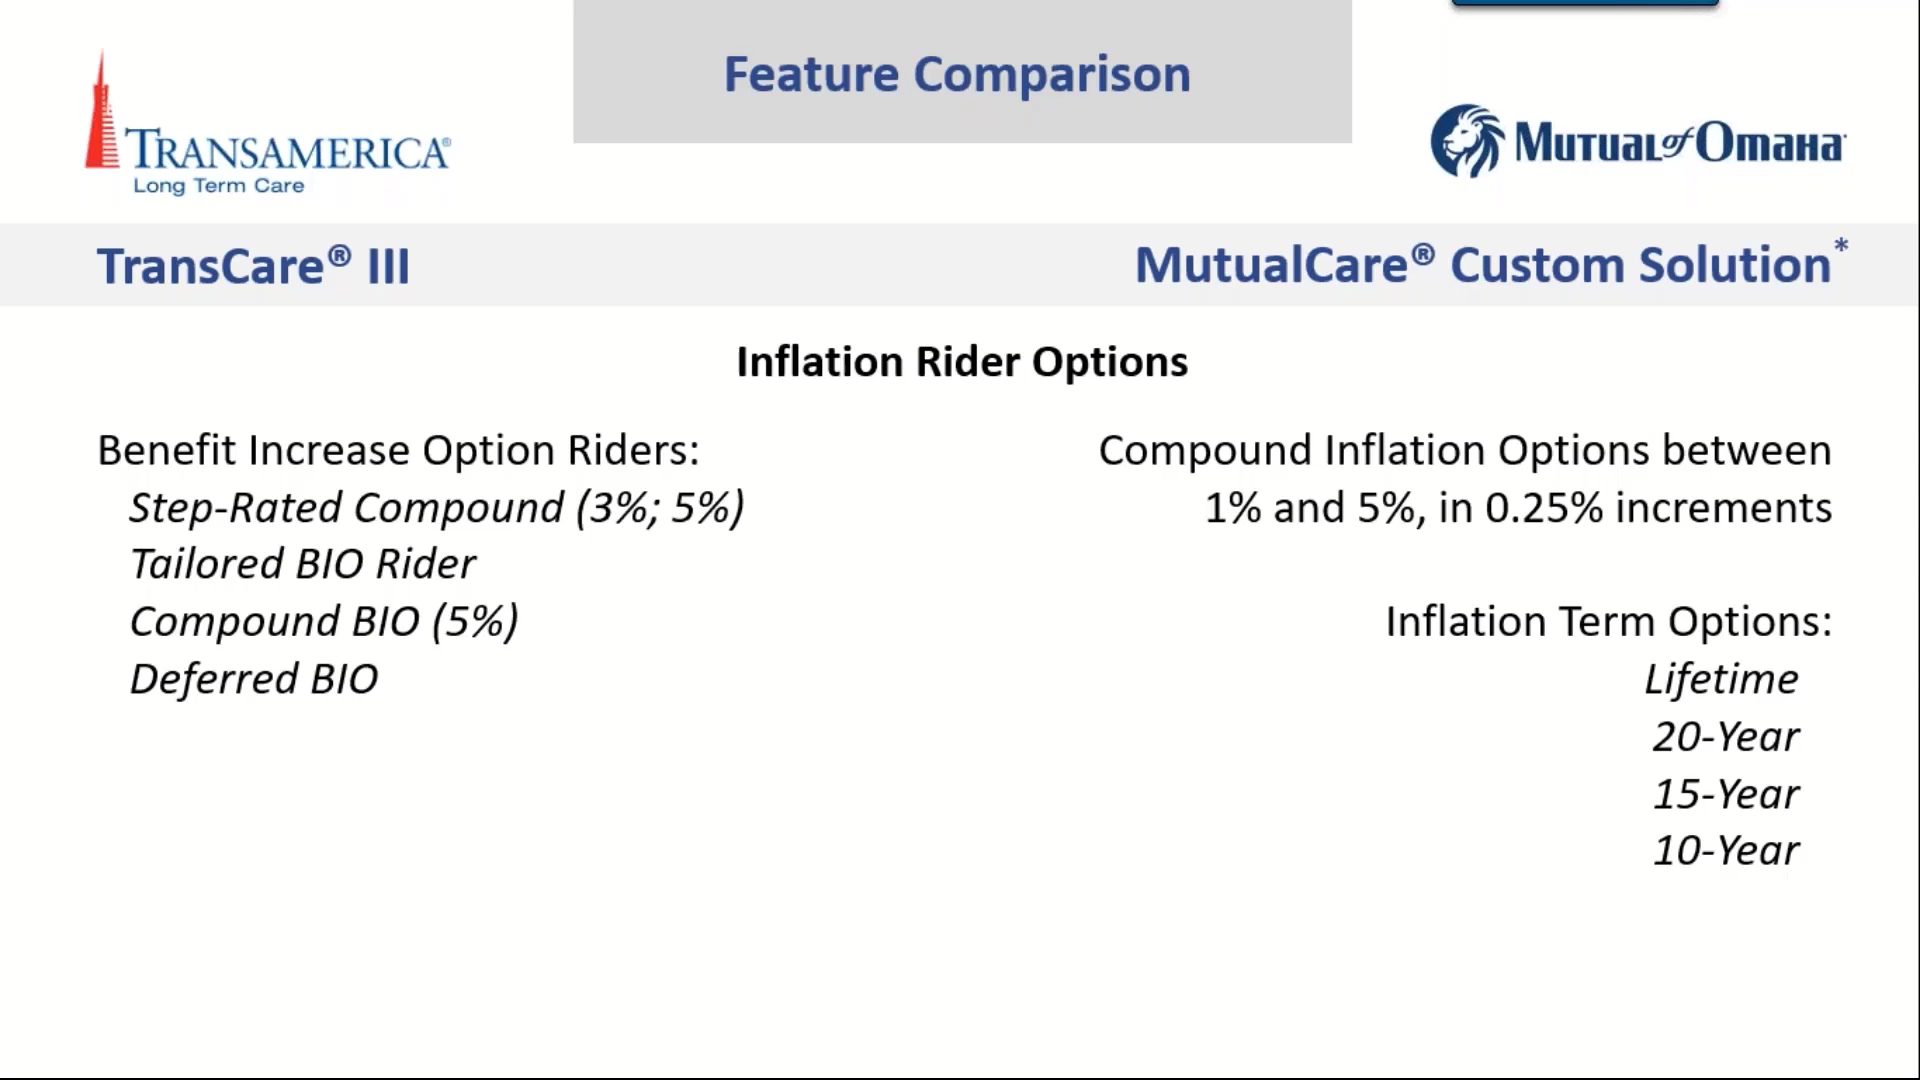 Feature Comparison
TRANSAMERICA®
Long Term Care
Mutual of Omaha
TransCare® III
MutualCare® Custom Solution*
Inflation Rider Options
Benefit Increase Option Riders:
Step-Rated Compound (3%; 5%)
Tailored BIO Rider
Compound BIO (5%)
Deferred BIO
Compound Inflation Options between
1% and 5%, in 0.25% increments
Inflation Term Options:
Lifetime
20-Year
15-Year
10-Year